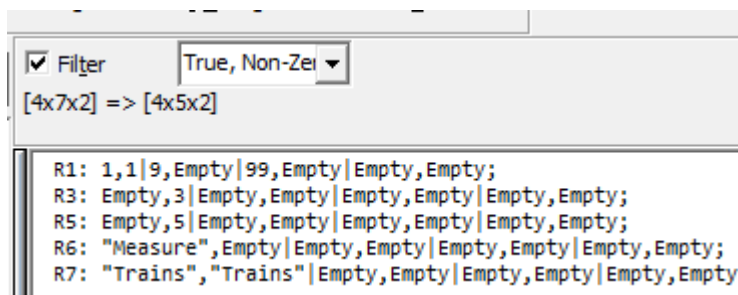 Filter
True, Non-Zer
[4x7x2] => [4x5x2]
R1: 1,1|9,Empty|99,Empty|Empty,Empty;
R3: Empty,3|Empty,Empty|Empty,Empty|Empty,Empty;
R5: Empty,5|Empty,Empty|Empty,Empty|Empty,Empty;
R6: "Measure",Empty|Empty,Empty|Empty,Empty|Empty,Empty;
R7: "Trains","Trains"|Empty,Empty|Empty,Empty|Empty,Empty